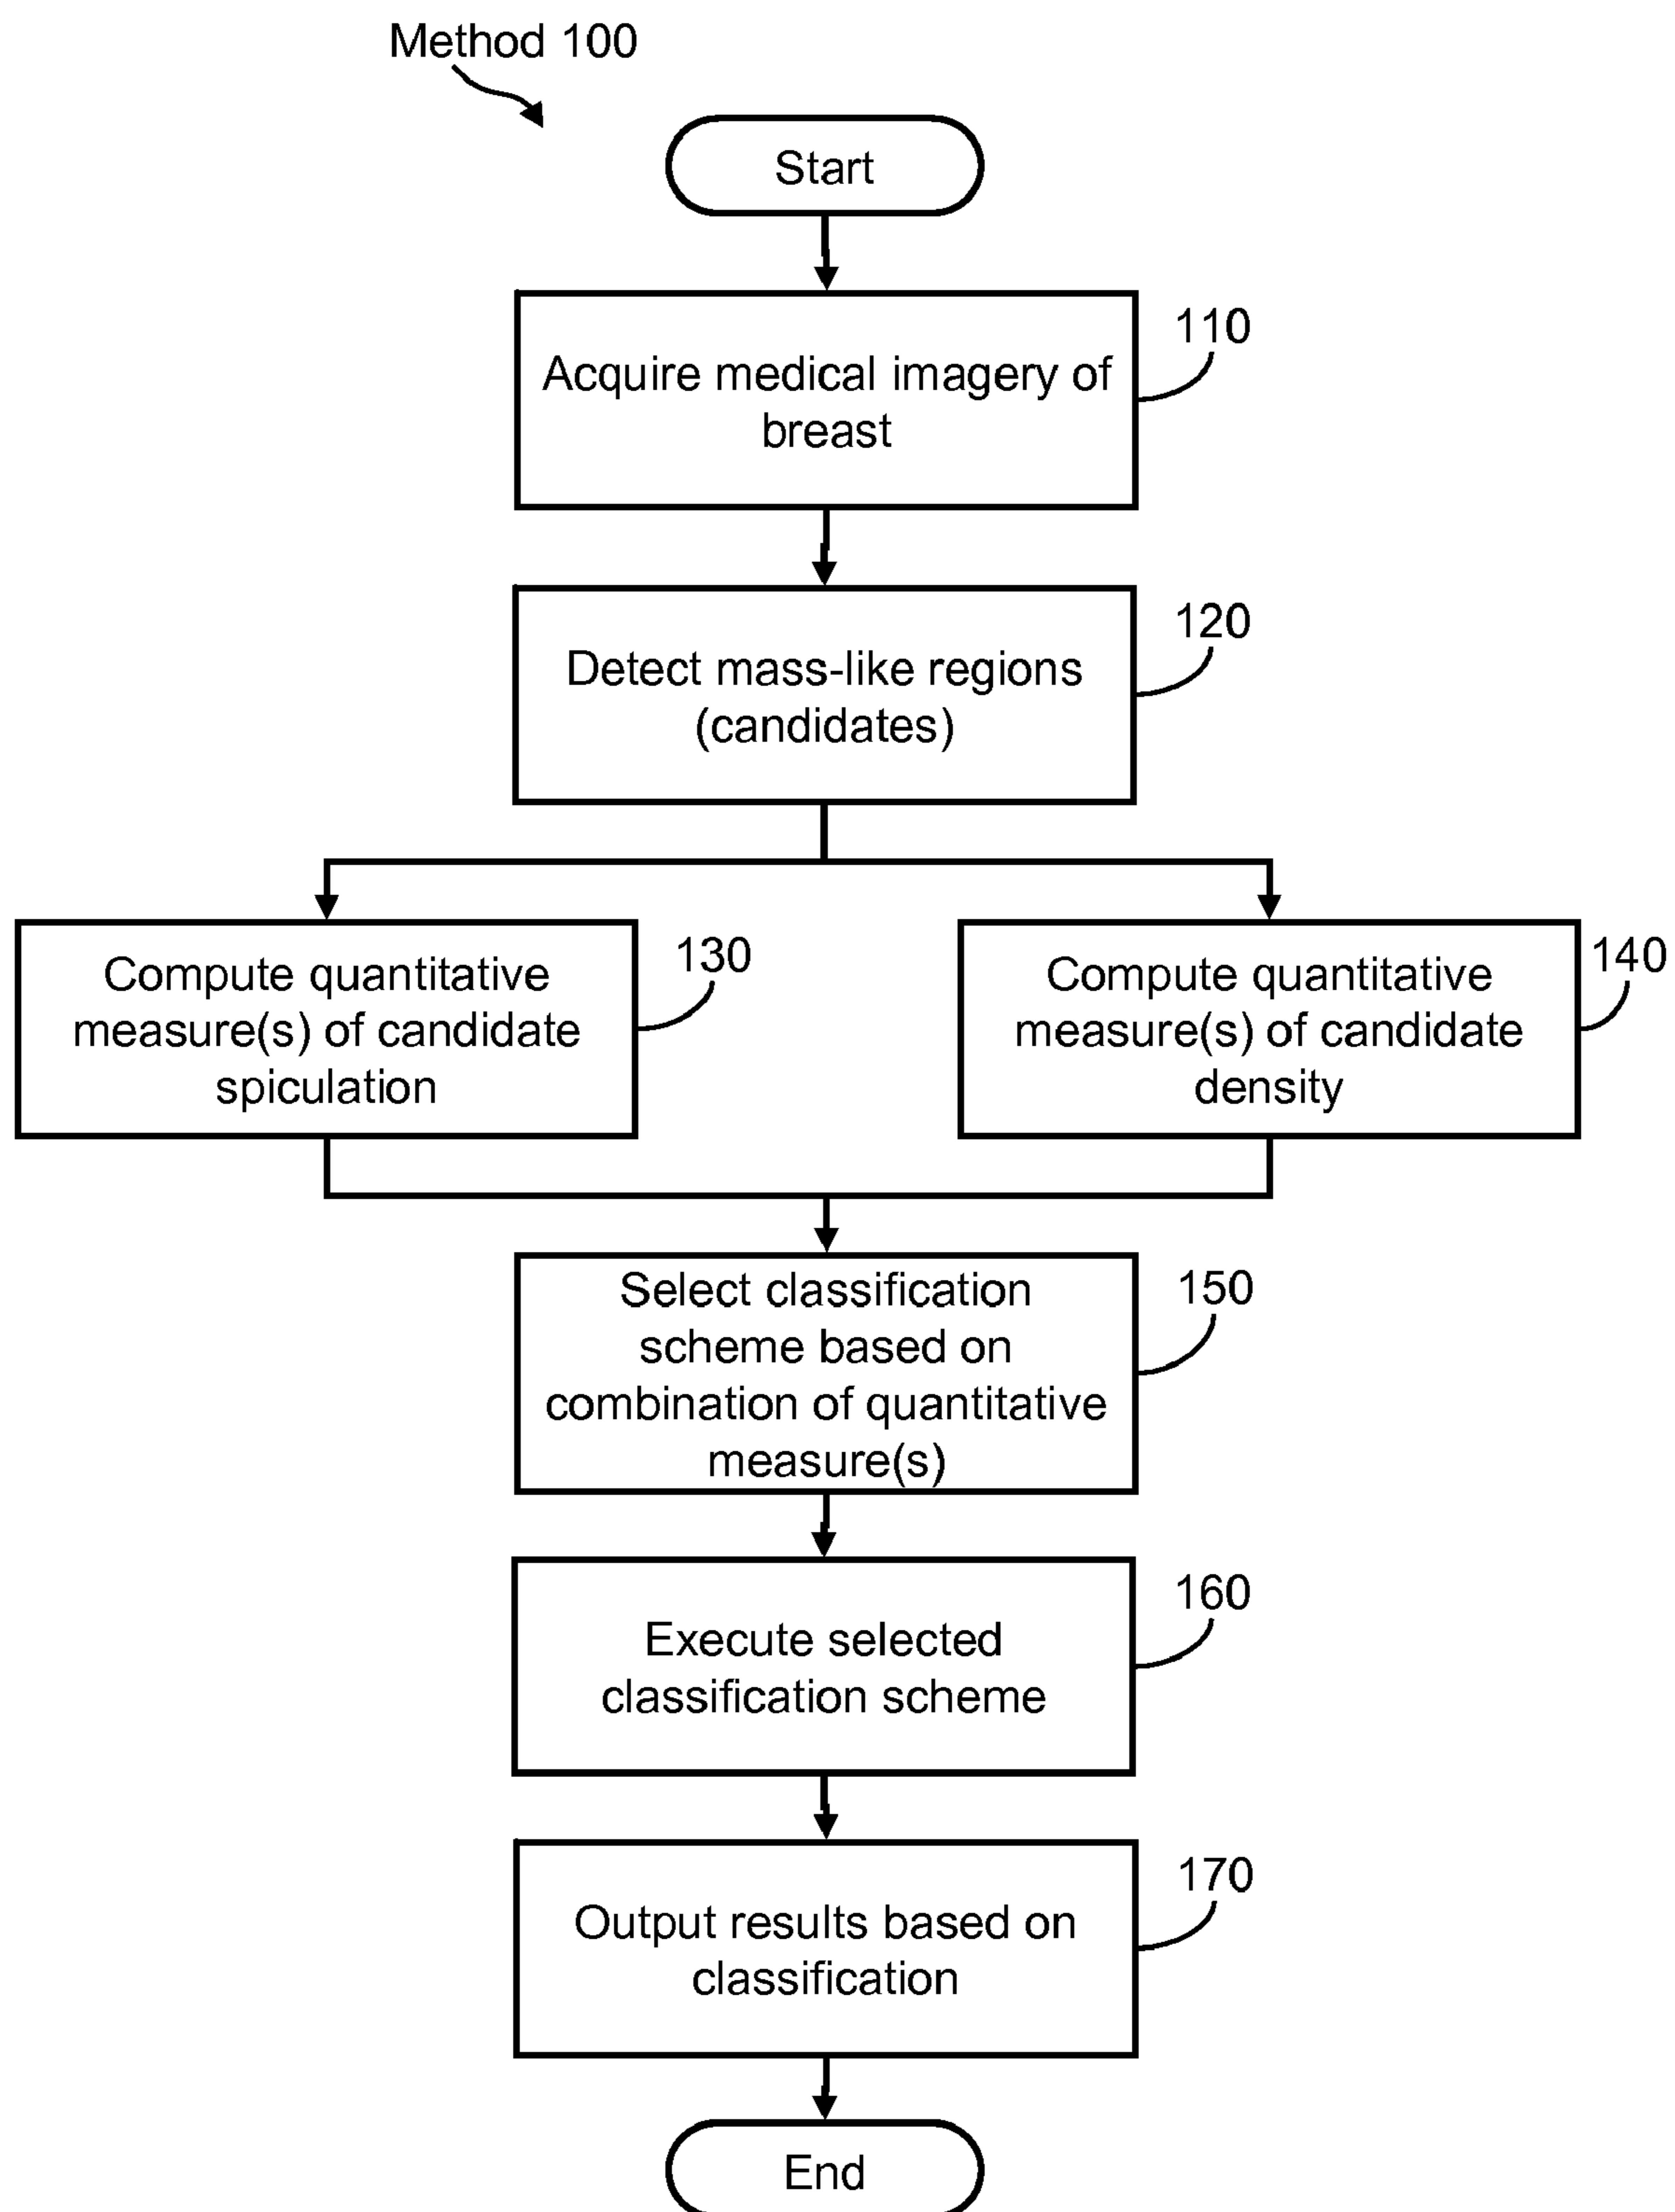 Method 100
Start
110
Acquire medical imagery of
breast
120
Detect mass-like regions
(candidates)
130
Compute quantitative
measure(s) of candidate
spiculation
140
Compute quantitative
measure(s) of candidate
density
150
Select classification
scheme based on
combination of quantitative
measure(s)
160
Execute selected
classification scheme
170
Output results based on
classification
End